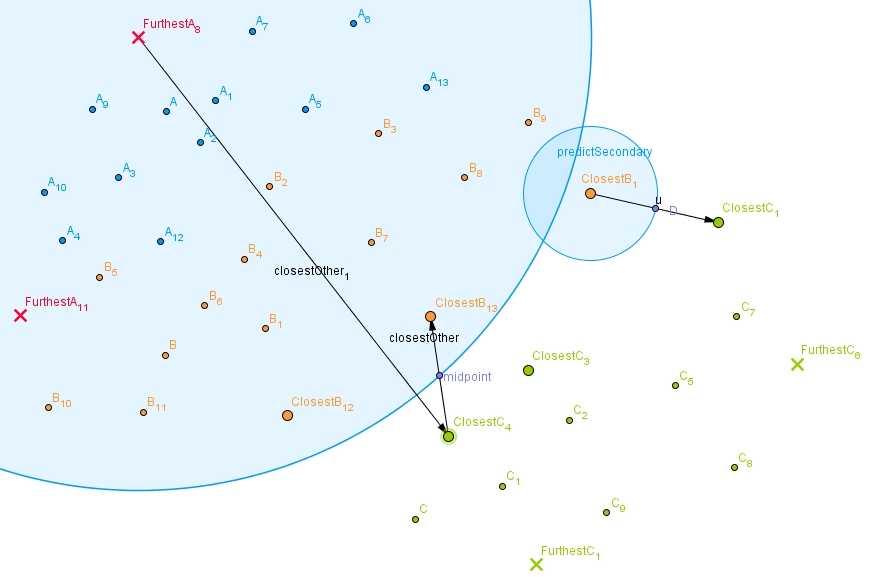 FurthestA8
A7
A6
A9
A
A1
A5
A13
A2
B3
B9
predictSecondary
A10
A3
B2
B8
ClosestB1
u
D
ClosestC1
A4
A12
B4
B7
B5
closestOther1
FurthestA11
B6
B1
ClosestB13
C7
closestOther
B
ClosestC3
FurthestC6
midpoint
C5
B10
B11
ClosestB12
ClosestC4
C2
C1
C8
C
C9
FurthestC1